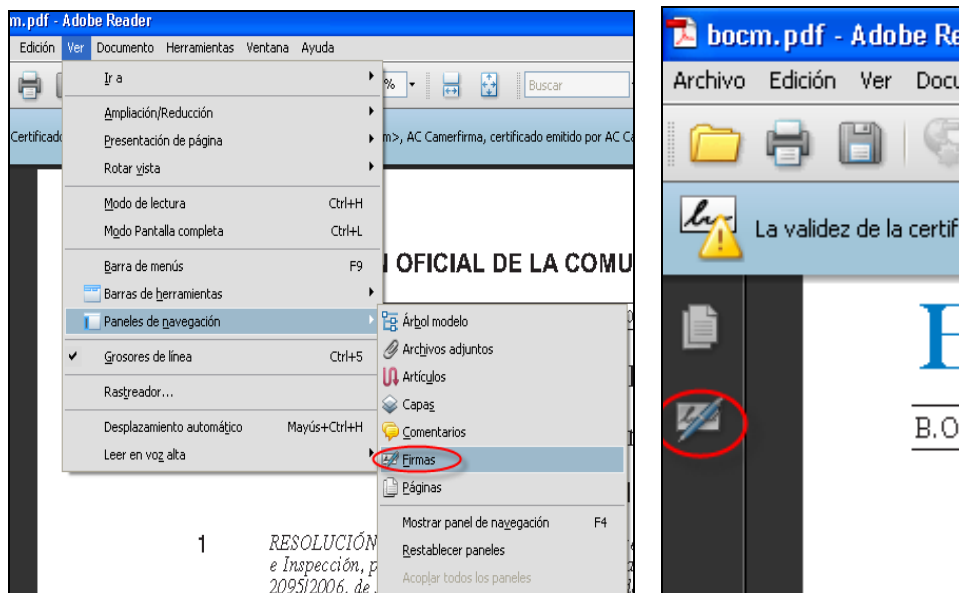 m.pdf - Adobe Reader
Edición Ver Documento Herramientas Ventana Ayuda
% Buscar
m>, AC Camerfirma, certificado emitido por AC
Ir a
Ampliación/Reducción
Presentación de página
Rotar vista
Modo de lectura Ctrl+H
Modo Pantalla completa Ctrl+L
Barra de menús F9
Barras de herramientas
Paneles de navegación
Grosores de línea Ctrl+5
Rastreador...
Desplazamiento automático Mayús+Ctrl+H
Leer en voz alta
OFICIAL DE LA COMU
Árbol modelo
Archivos adjuntos
Artículos
Capas
Comentarios
Firmas
Páginas
Mostrar panel de navegación F4
Restablecer paneles
Acoplar todos los paneles
1 RESOLUCIÓN
e Inspección, p
2095/2006, de
bocm.pdf - Adobe Re
Archivo Edición Ver Docu
La validez de la certif
B.O